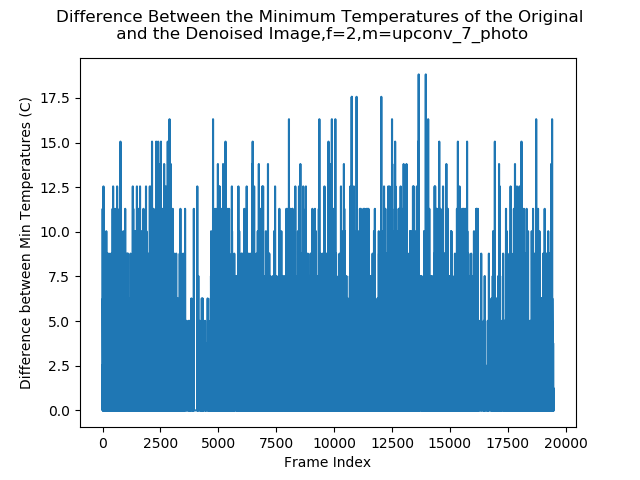 Difference Between the Minimum Temperatures of the Original
and the Denoised Image,f=2,m=upconv_7_photo
Difference between Min Temperatures (C)
17.5
15.0
12.5
10.0
7.5
5.0
2.5
0.0
0 2500 5000 7500 10000 12500 15000 17500 20000
Frame Index